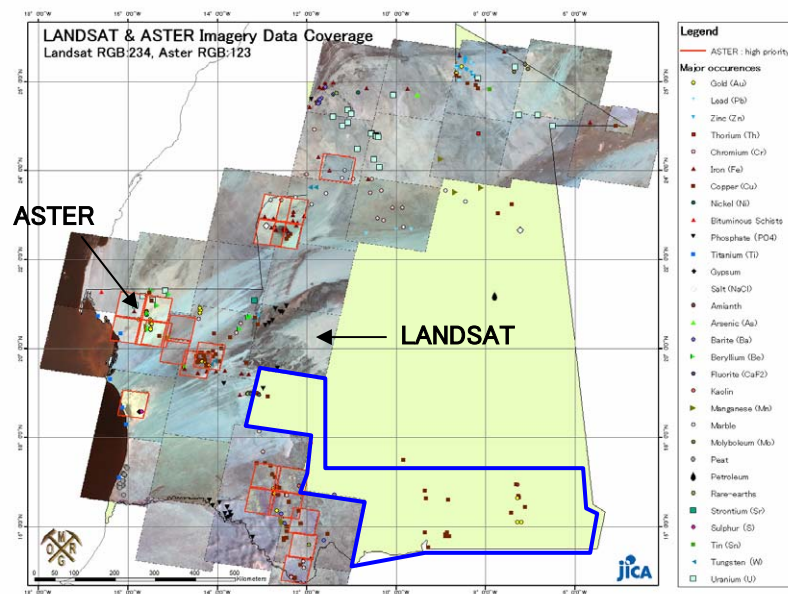 LANDSAT & ASTER Imagery Data Coverage
Landsat RGB:234, Aster RGB:123
ASTER
LANDSAT
Legend
ASTER : high priority
Major occurences
Gold (Au)
Lead (Pb)
Zinc (Zn)
Thorium (Th)
Chromium (Cr)
Iron (Fe)
Copper (Cu)
Nickel (Ni)
Bituminous Schists
Phosphate (PO4)
Titanium (Ti)
Gypsum
Salt (NaCl)
Amianth
Arsenic (As)
Barite (Ba)
Beryllium (Be)
Fluorite (CaF2)
Kaolin
Manganese (Mn)
Marble
Molyboleum (Mo)
Peat
Petroleum
Rare-earths
Strontium (Sr)
Sulphur (S)
Tin (Sn)
Tungsten (W)
Uranium (U)
OMRG
0 50 100 200 300 400 500
Kilometers
jICA